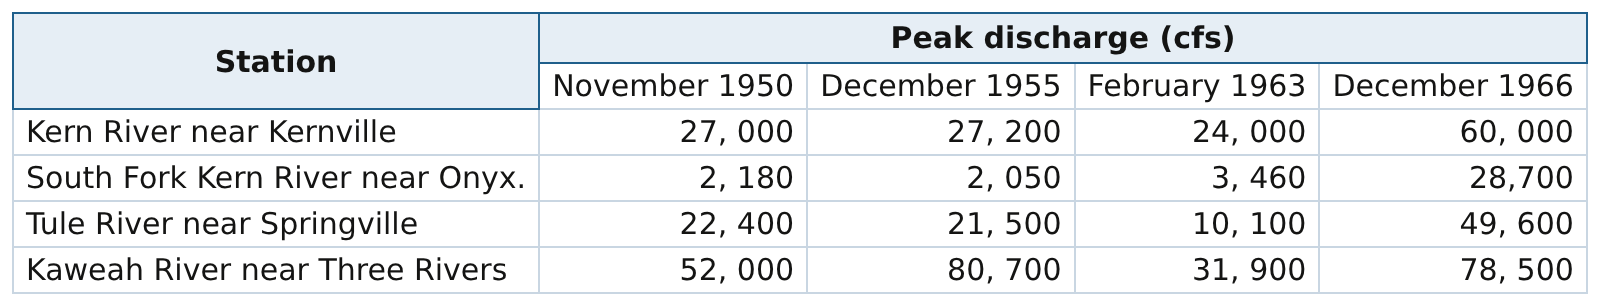 Station
Peak discharge (cfs)
November 1950 December 1955 February 1963 December 1966
Kern River near Kernville 27, 000 27, 200 24, 000 60, 000
South Fork Kern River near Onyx. 2, 180 2, 050 3, 460 28,700
Tule River near Springville 22, 400 21, 500 10, 100 49, 600
Kaweah River near Three Rivers 52, 000 80, 700 31, 900 78, 500